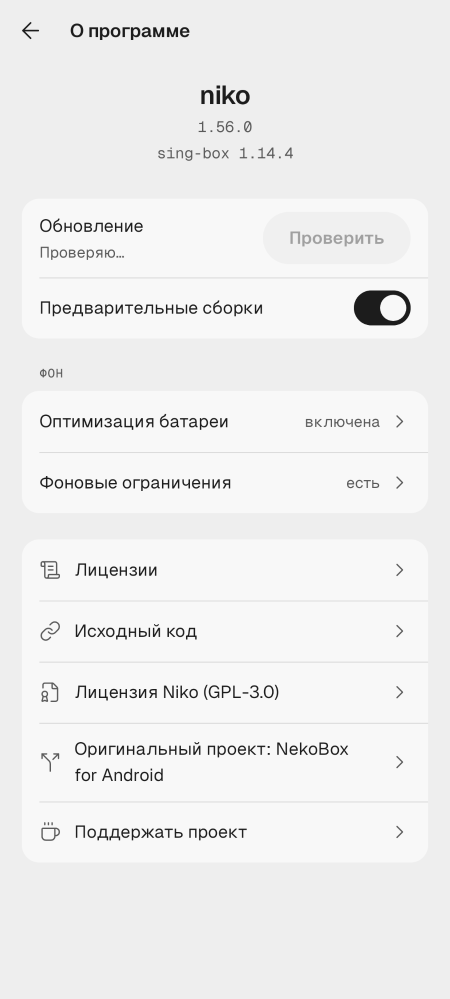 О программе
niko
1.56.0
sing-box 1.14.4
Обновление
Проверяю…
Проверить
Предварительные сборки
ФОН
Оптимизация батареи
включена
Фоновые ограничения
есть
Лицензии
Исходный код
Лицензия Niko (GPL-3.0)
Оригинальный проект: NekoBox
for Android
Поддержать проект